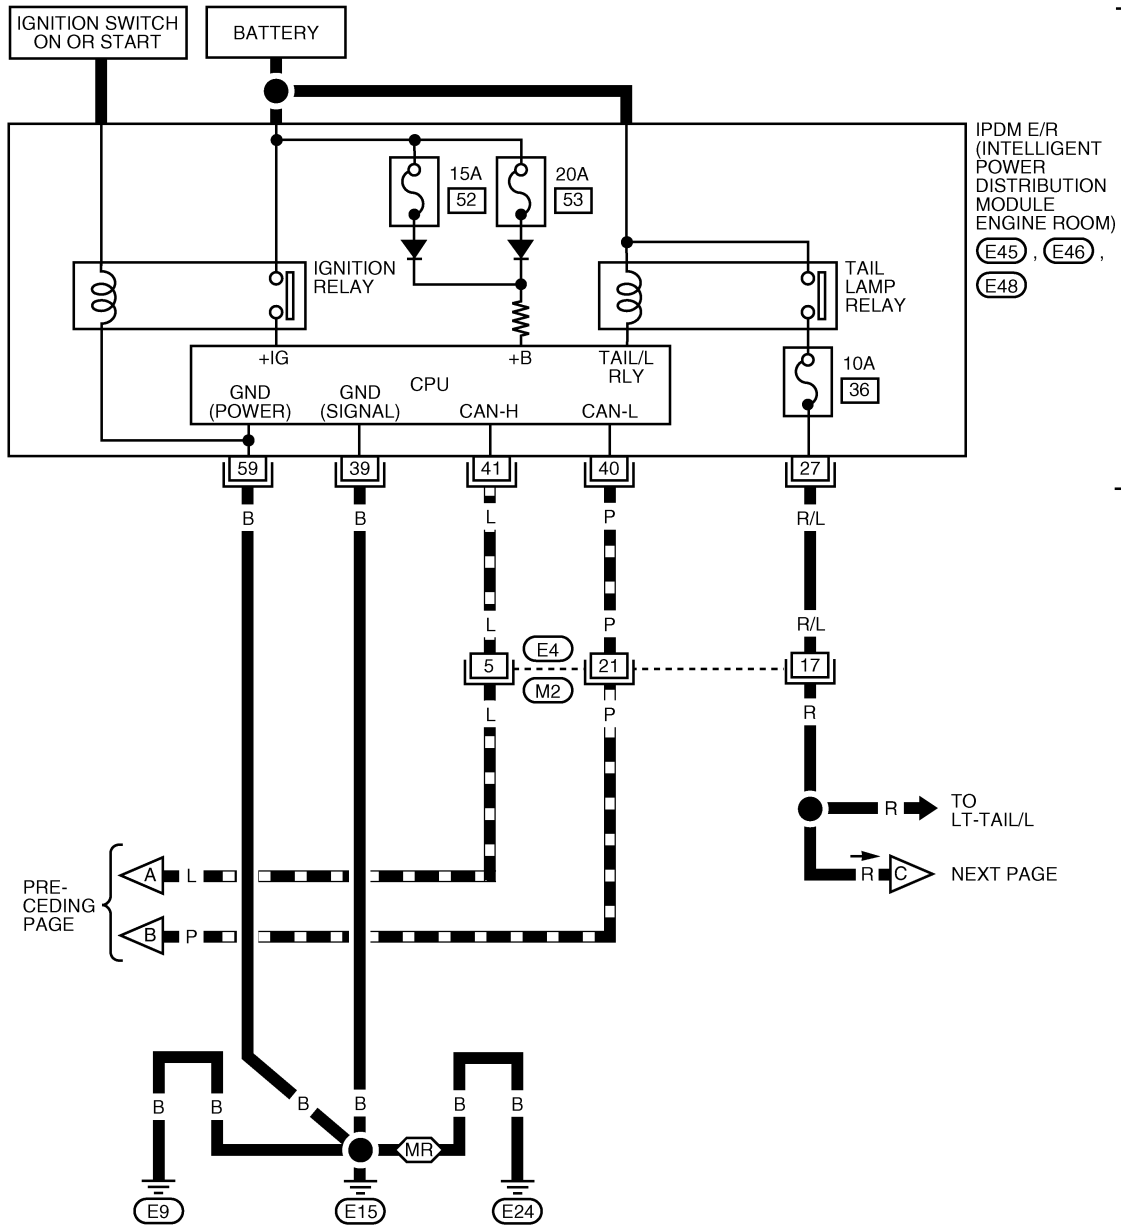 IGNITION SWITCH
ON OR START
BATTERY
IPDM E/R
(INTELLIGENT
POWER
DISTRIBUTION
MODULE
ENGINE ROOM)
E45 , E46 ,
E48
15A
52
20A
53
IGNITION
RELAY
TAIL
LAMP
RELAY
+IG
+B
TAIL/L
RLY
CPU
10A
36
GND
(POWER)
GND
(SIGNAL)
CAN-H
CAN-L
59
39
41
40
27
B
B
L
P
R/L
L
P
R/L
E4
5
21
17
M2
L
P
R
R
TO
LT-TAIL/L
PRE-
CEDING
PAGE
A
L
R
C
NEXT PAGE
B
P
B
B
B
B
B
B
MR
E9
E15
E24